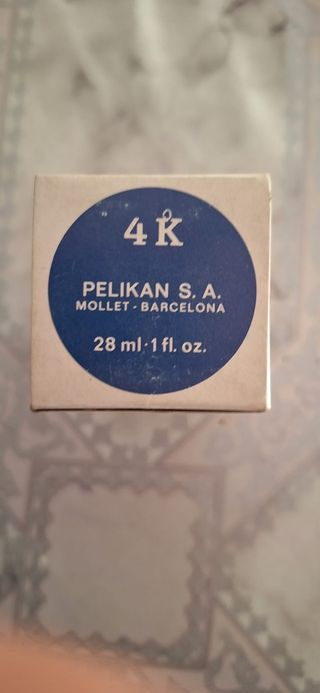 4 K
PELIKAN S. A.
MOLLET - BARCELONA
28 ml · 1 fl. oz.